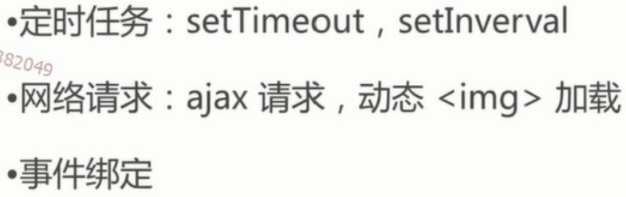 •定时任务：setTimeout，setInverval
382049
•网络请求：ajax 请求，动态 <img> 加载
•事件绑定